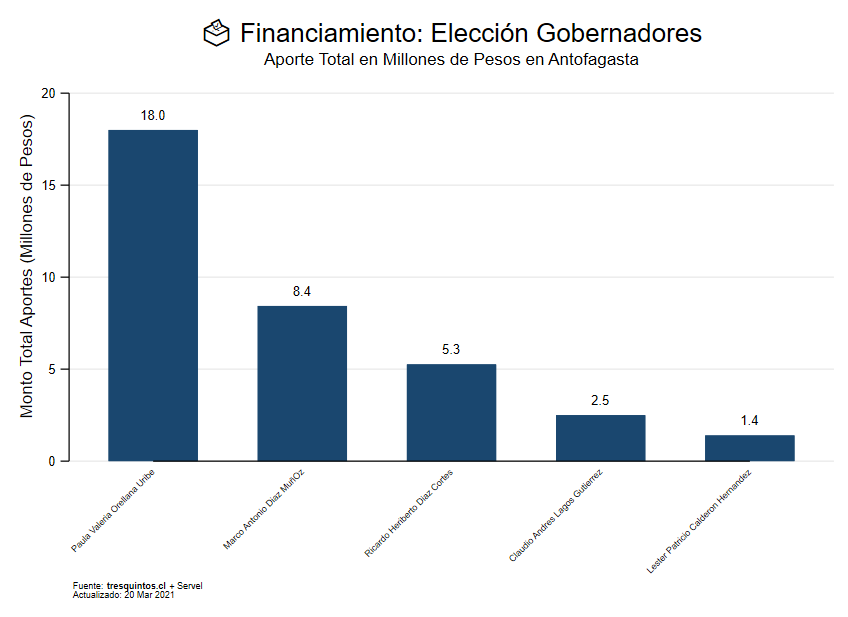 Financiamiento: Elección Gobernadores
Aporte Total en Millones de Pesos en Antofagasta
Monto Total Aportes (Millones de Pesos)
20
15
10
5
0
18.0
8.4
5.3
2.5
1.4
Paula Valeria Orellana Uribe
Marco Antonio Diaz MuñOz
Ricardo Heriberto Diaz Cortes
Claudio Andres Lagos Gutierrez
Lester Patricio Calderon Hernandez
Fuente: tresquintos.cl + Servel
Actualizado: 20 Mar 2021